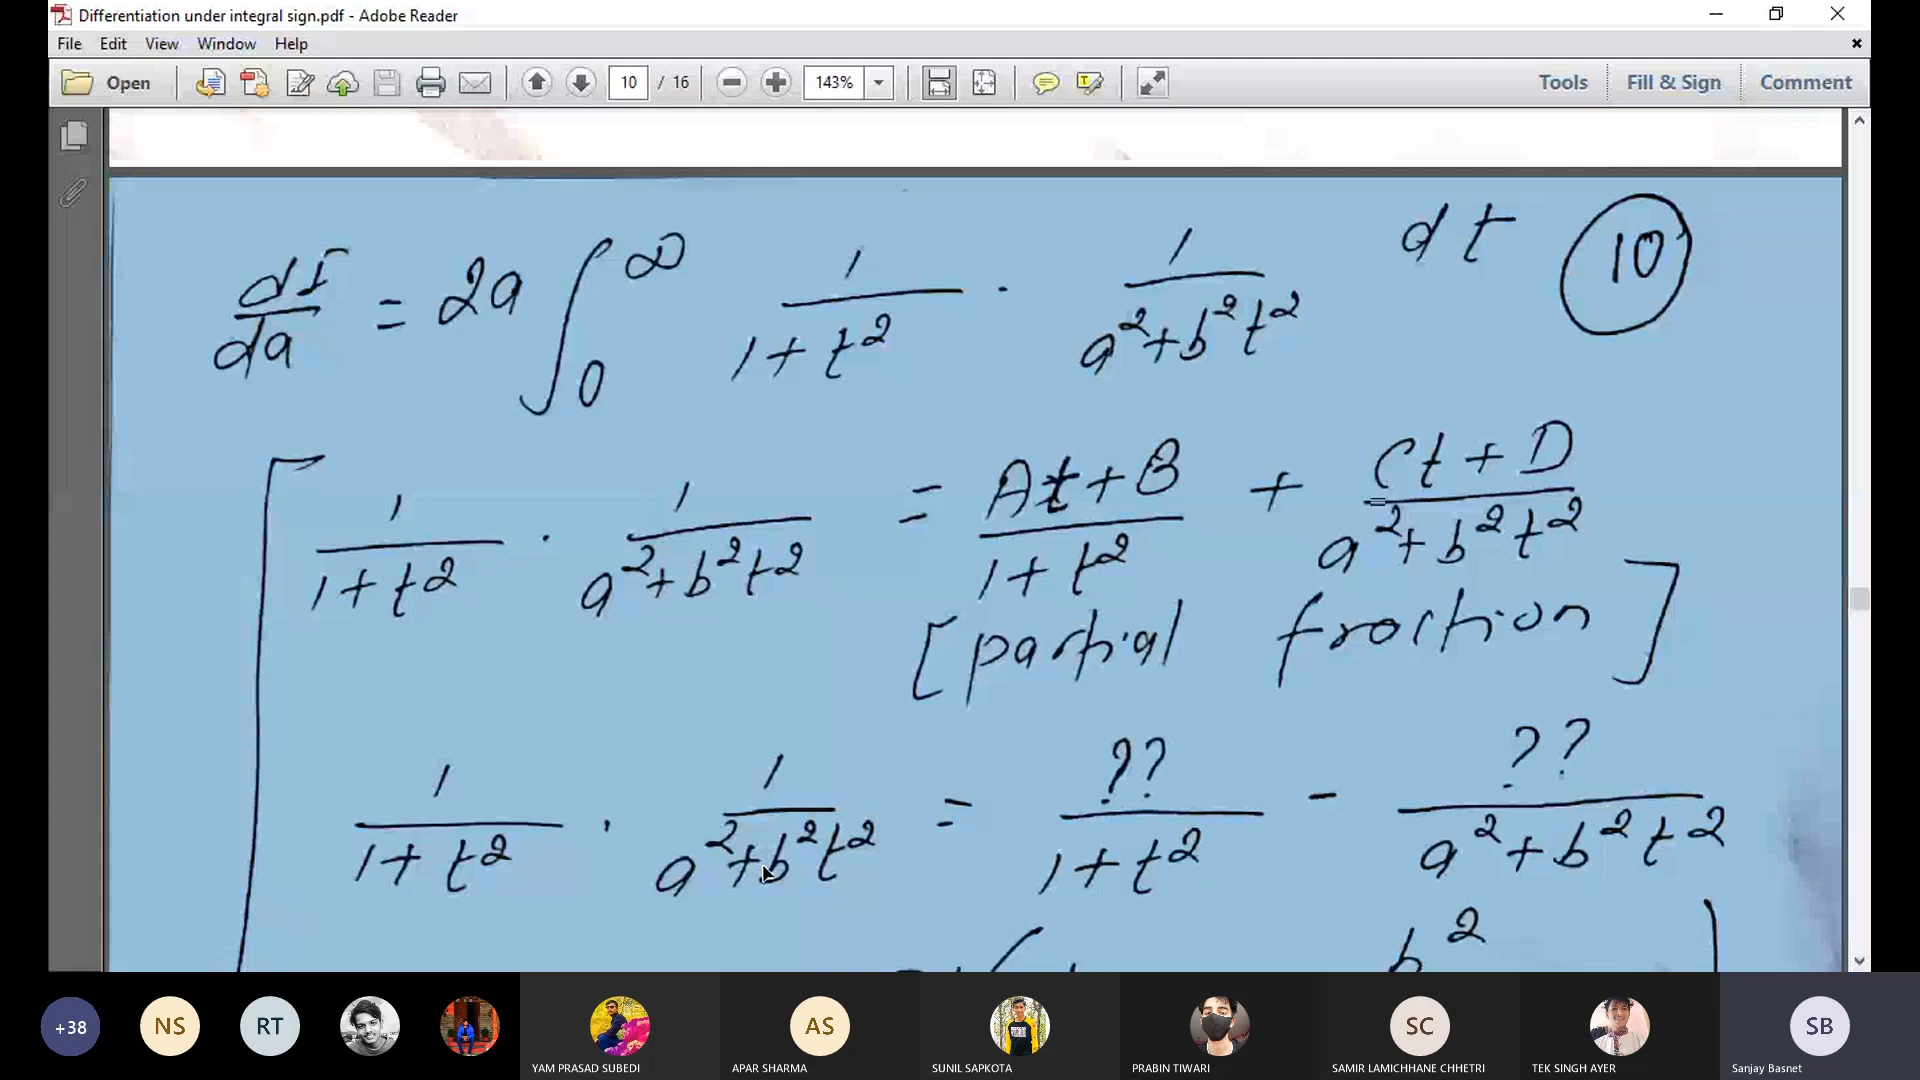 Differentiation under integral sign.pdf - Adobe Reader
File Edit View Window Help
Open 10 / 16 143% Tools Fill & Sign Comment
dI/da = 2a ∫₀^∞ 1/(1+t²) · 1/(a²+b²t²) dt (10)
1/(1+t²) · 1/(a²+b²t²) = (At+B)/(1+t²) + (Ct+D)/(a²+b²t²)
[partial fraction]
1/(1+t²) · 1/(a²+b²t²) = ??/(1+t²) - ??/(a²+b²t²)
b²
+38 NS RT AS SC SB
YAM PRASAD SUBEDI APAR SHARMA SUNIL SAPKOTA PRABIN TIWARI SAMIR LAMICHHANE CHHETRI TEK SINGH AYER Sanjay Basnet